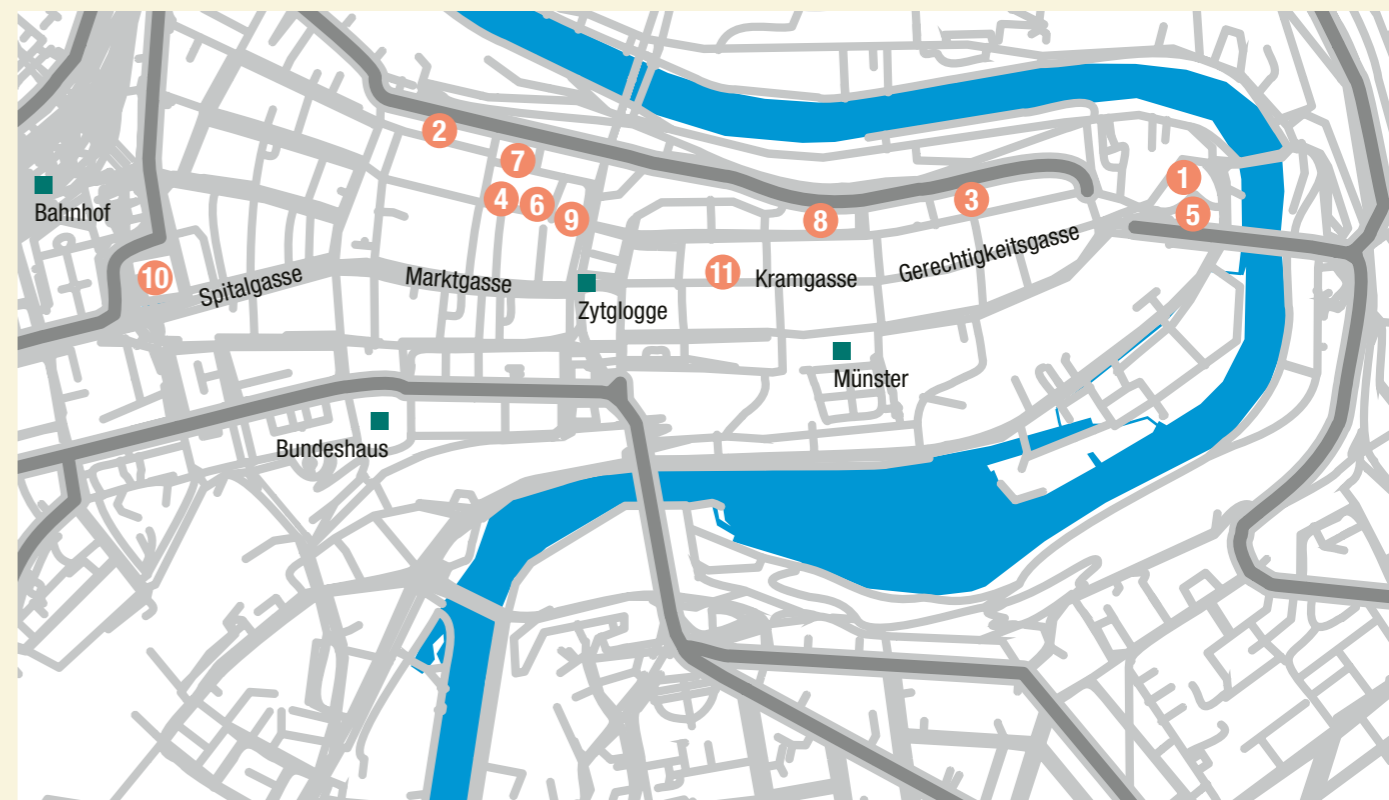 2
7
1
Bahnhof
4
6
3
5
9
8
Gerechtigkeitsgasse
10
Spitalgasse
Marktgasse
11
Kramgasse
Zytglogge
Münster
Bundeshaus